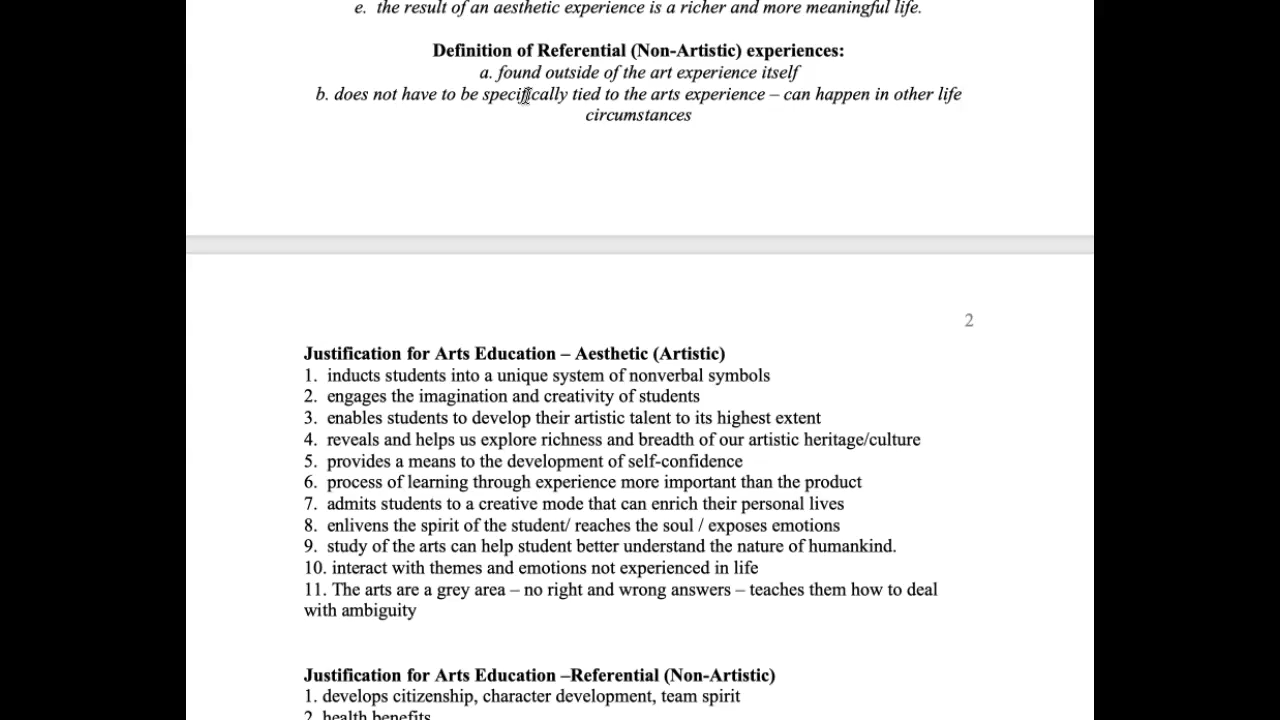 e. the result of an aesthetic experience is a richer and more meaningful life.
Definition of Referential (Non-Artistic) experiences:
a. found outside of the art experience itself
b. does not have to be specifically tied to the arts experience – can happen in other life
circumstances
2
Justification for Arts Education – Aesthetic (Artistic)
1. inducts students into a unique system of nonverbal symbols
2. engages the imagination and creativity of students
3. enables students to develop their artistic talent to its highest extent
4. reveals and helps us explore richness and breadth of our artistic heritage/culture
5. provides a means to the development of self-confidence
6. process of learning through experience more important than the product
7. admits students to a creative mode that can enrich their personal lives
8. enlivens the spirit of the student/ reaches the soul / exposes emotions
9. study of the arts can help student better understand the nature of humankind.
10. interact with themes and emotions not experienced in life
11. The arts are a grey area – no right and wrong answers – teaches them how to deal
with ambiguity
Justification for Arts Education –Referential (Non-Artistic)
1. develops citizenship, character development, team spirit
2. health benefits